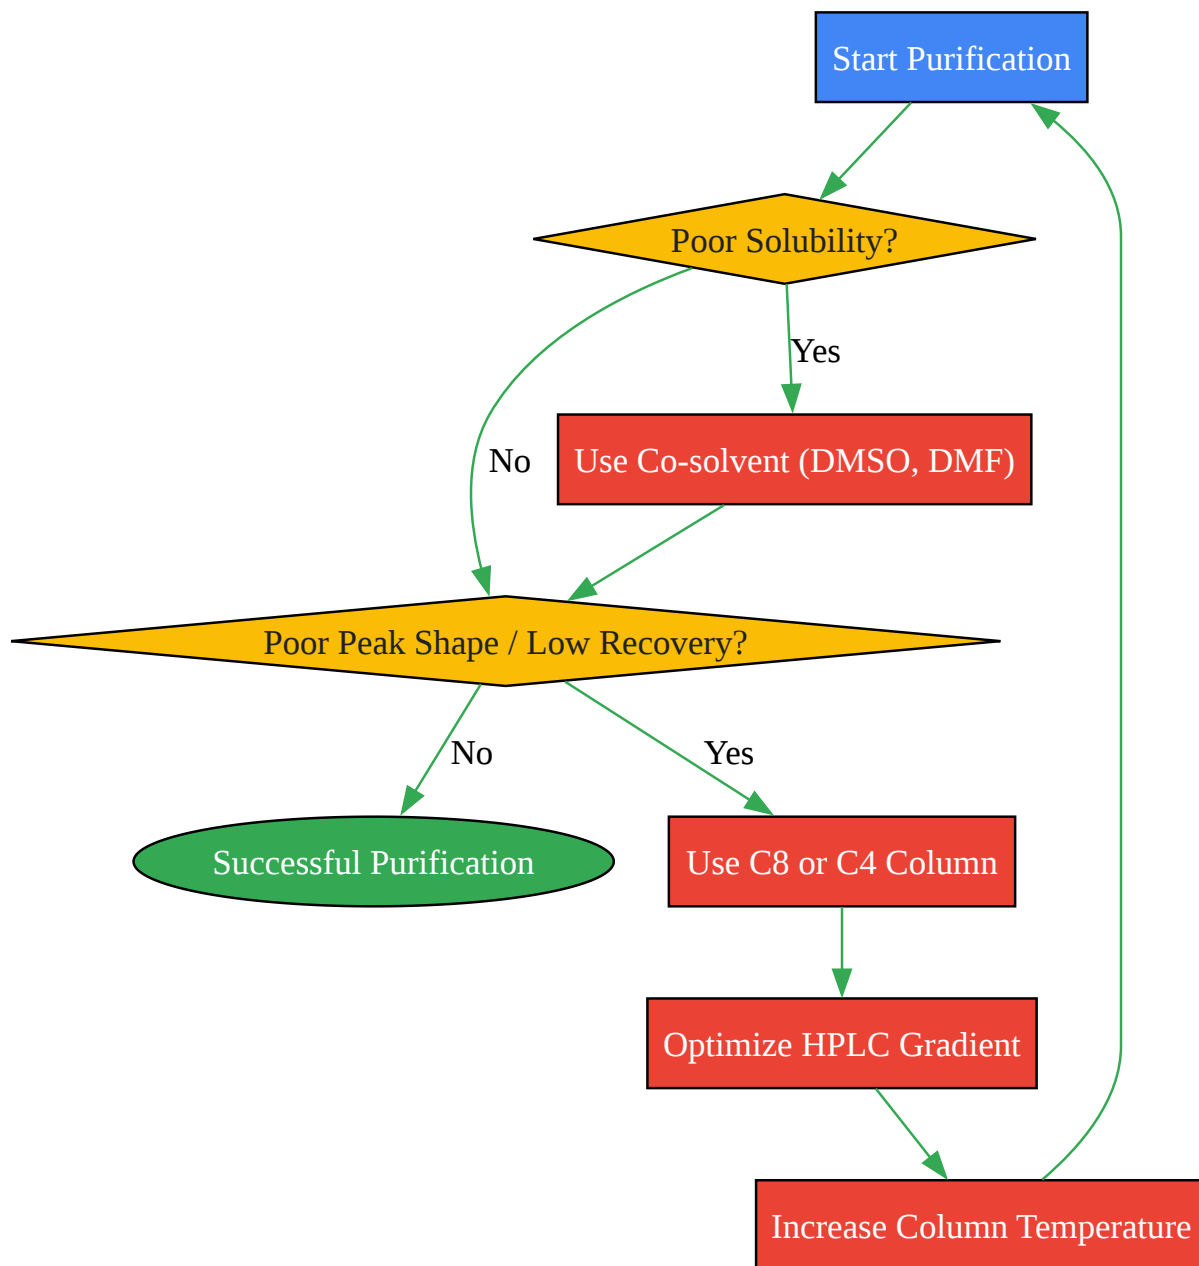 Start Purification
Poor Solubility?
Yes
No
Use Co-solvent (DMSO, DMF)
Poor Peak Shape / Low Recovery?
No
Yes
Successful Purification
Use C8 or C4 Column
Optimize HPLC Gradient
Increase Column Temperature